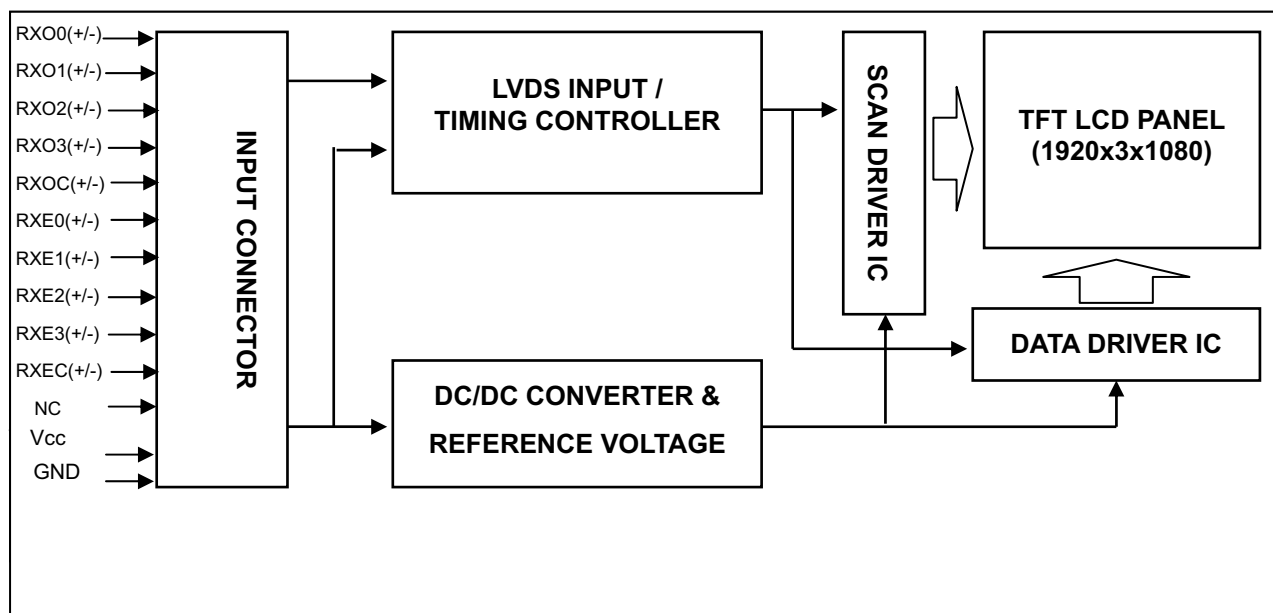 RXO0(+/-)
RXO1(+/-)
RXO2(+/-)
RXO3(+/-)
RXOC(+/-)
RXE0(+/-)
RXE1(+/-)
RXE2(+/-)
RXE3(+/-)
RXEC(+/-)
NC
Vcc
GND
INPUT CONNECTOR
LVDS INPUT /
TIMING CONTROLLER
DC/DC CONVERTER &
REFERENCE VOLTAGE
SCAN DRIVER IC
TFT LCD PANEL
(1920x3x1080)
DATA DRIVER IC